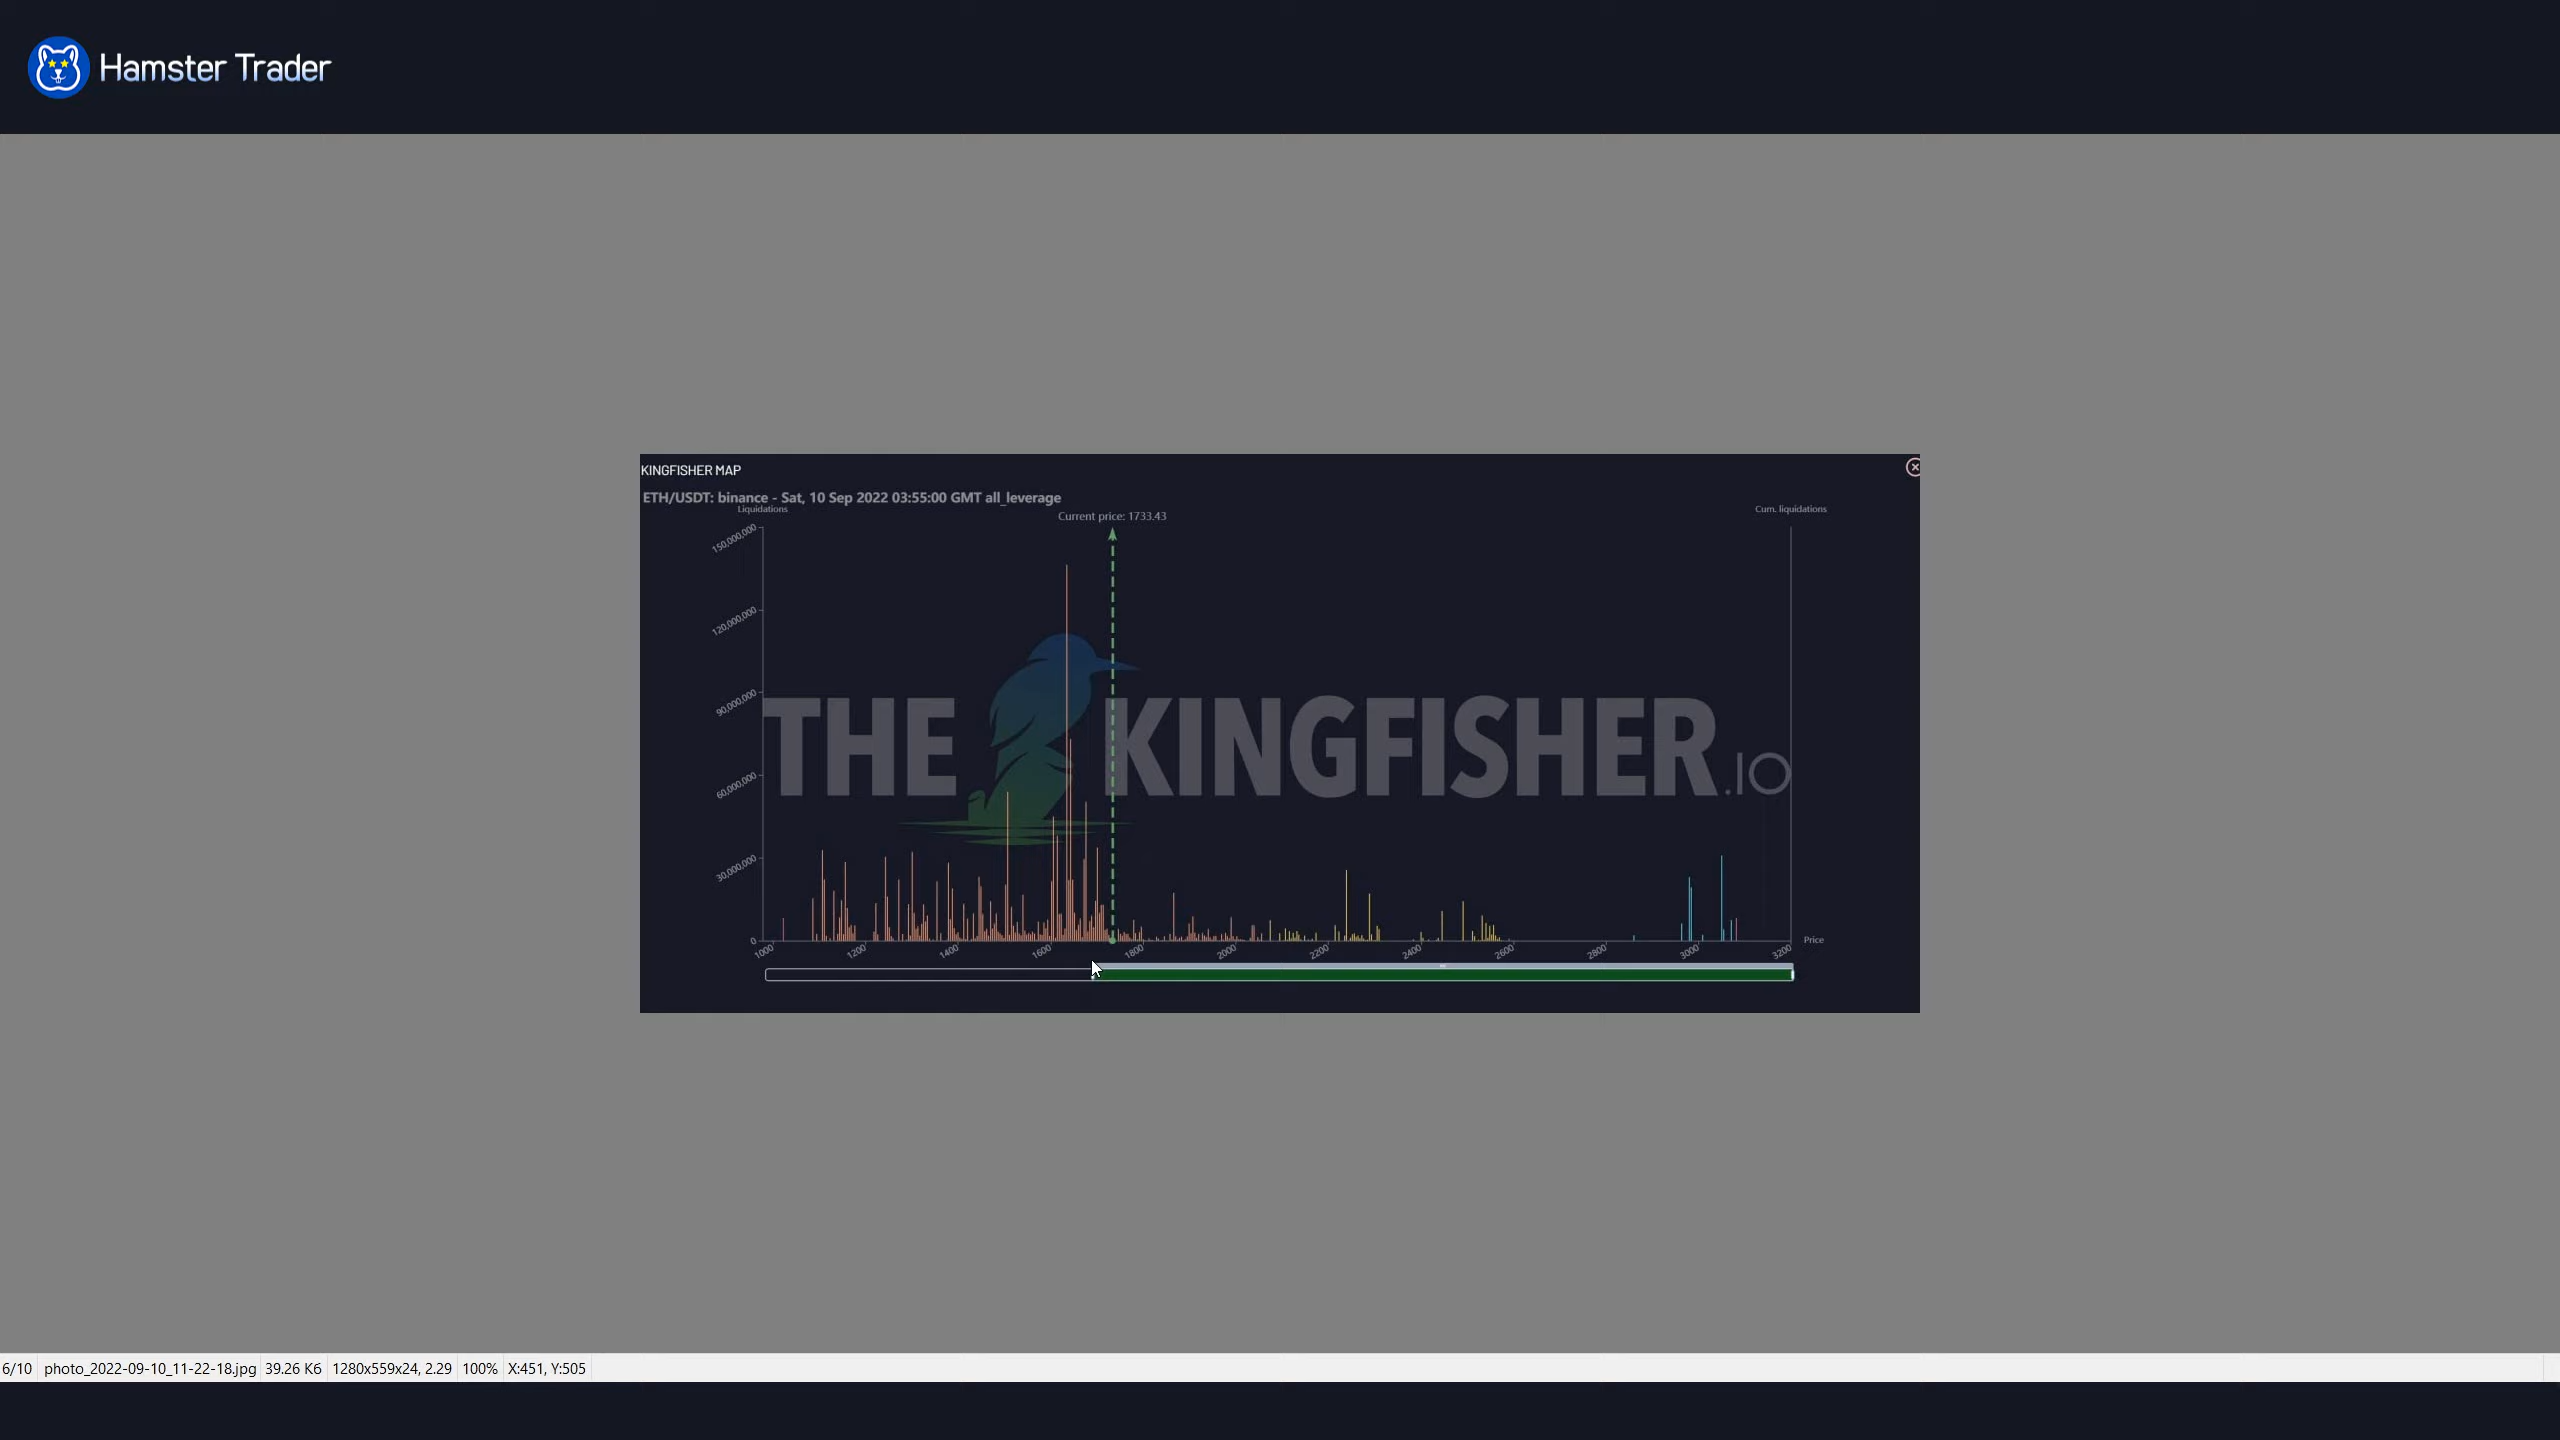 Hamster Trader
KINGFISHER MAP
ETH/USDT: binance - Sat, 10 Sep 2022 03:55:00 GMT all_leverage
Liquidations
Current price: 1733.43
Cum. liquidations
150,000,000
120,000,000
90,000,000
THE KINGFISHER.IO
60,000,000
30,000,000
0
Price
1000 1200 1400 1600 1800 2000 2200 2400 2600 2800 3000 3200
6/10 photo_2022-09-10_11-22-18.jpg 39.26 Кб 1280x559x24, 2.29 100% X:451, Y:505